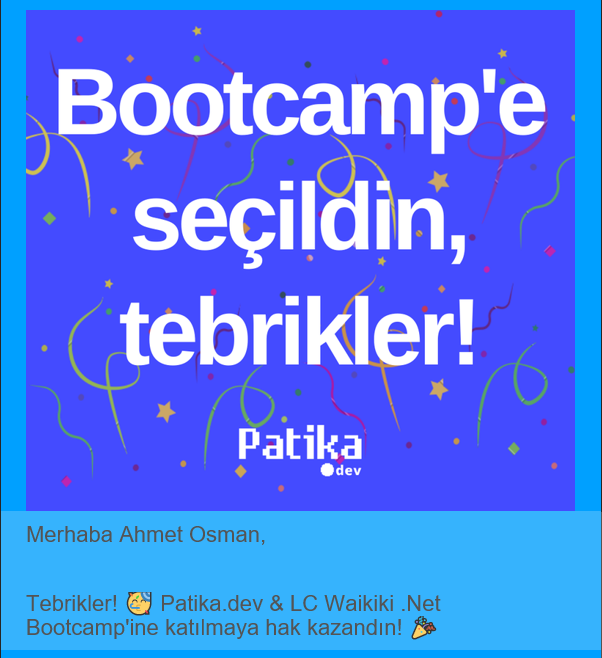 Bootcamp'e
seçildin,
tebrikler!
Patika
dev
Merhaba Ahmet Osman,
Tebrikler! 🥳 Patika.dev & LC Waikiki .Net
Bootcamp'ine katılmaya hak kazandın! 🎉